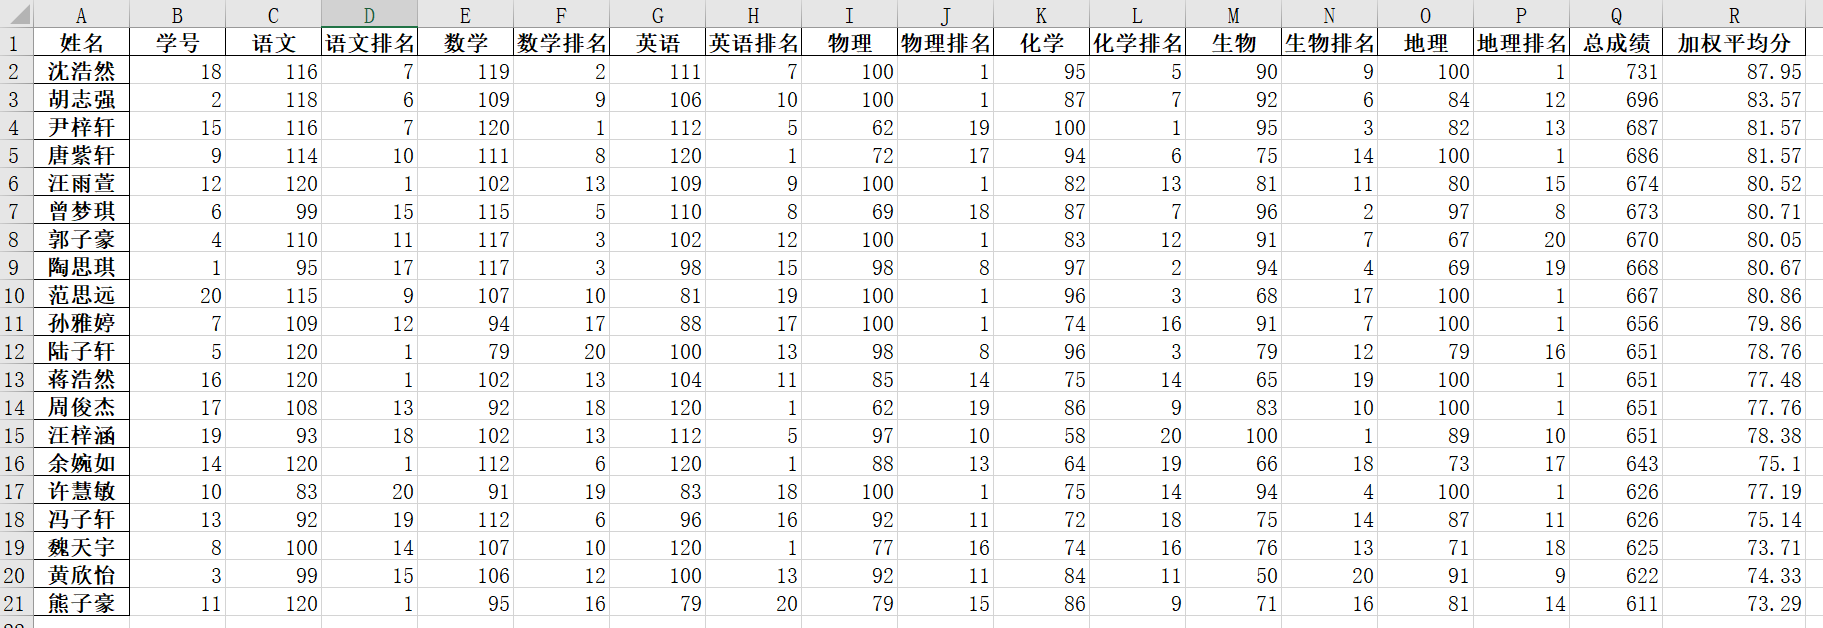 A B C D E F G H I J K L M N O P Q R
1 姓名 学号 语文 语文排名 数学 数学排名 英语 英语排名 物理 物理排名 化学 化学排名 生物 生物排名 地理 地理排名 总成绩 加权平均分
2 沈浩然 18 116 7 119 2 111 7 100 1 95 5 90 9 100 1 731 87.95
3 胡志强 2 118 6 109 9 106 10 100 1 87 7 92 6 84 12 696 83.57
4 尹梓轩 15 116 7 120 1 112 5 62 19 100 1 95 3 82 13 687 81.57
5 唐紫轩 9 114 10 111 8 120 1 72 17 94 6 75 14 100 1 686 81.57
6 汪雨萱 12 120 1 102 13 109 9 100 1 82 13 81 11 80 15 674 80.52
7 曾梦琪 6 99 15 115 5 110 8 69 18 87 7 96 2 97 8 673 80.71
8 郭子豪 4 110 11 117 3 102 12 100 1 83 12 91 7 67 20 670 80.05
9 陶思琪 1 95 17 117 3 98 15 98 8 97 2 94 4 69 19 668 80.67
10 范思远 20 115 9 107 10 81 19 100 1 96 3 68 17 100 1 667 80.86
11 孙雅婷 7 109 12 94 17 88 17 100 1 74 16 91 7 100 1 656 79.86
12 陆子轩 5 120 1 79 20 100 13 98 8 96 3 79 12 79 16 651 78.76
13 蒋浩然 16 120 1 102 13 104 11 85 14 75 14 65 19 100 1 651 77.48
14 周俊杰 17 108 13 92 18 120 1 62 19 86 9 83 10 100 1 651 77.76
15 汪梓涵 19 93 18 102 13 112 5 97 10 58 20 100 1 89 10 651 78.38
16 余婉如 14 120 1 112 6 120 1 88 13 64 19 66 18 73 17 643 75.1
17 许慧敏 10 83 20 91 19 83 18 100 1 75 14 94 4 100 1 626 77.19
18 冯子轩 13 92 19 112 6 96 16 92 11 72 18 75 14 87 11 626 75.14
19 魏天宇 8 100 14 107 10 120 1 77 16 74 16 76 13 71 18 625 73.71
20 黄欣怡 3 99 15 106 12 100 13 92 11 84 11 50 20 91 9 622 74.33
21 熊子豪 11 120 1 95 16 79 20 79 15 86 9 71 16 81 14 611 73.29